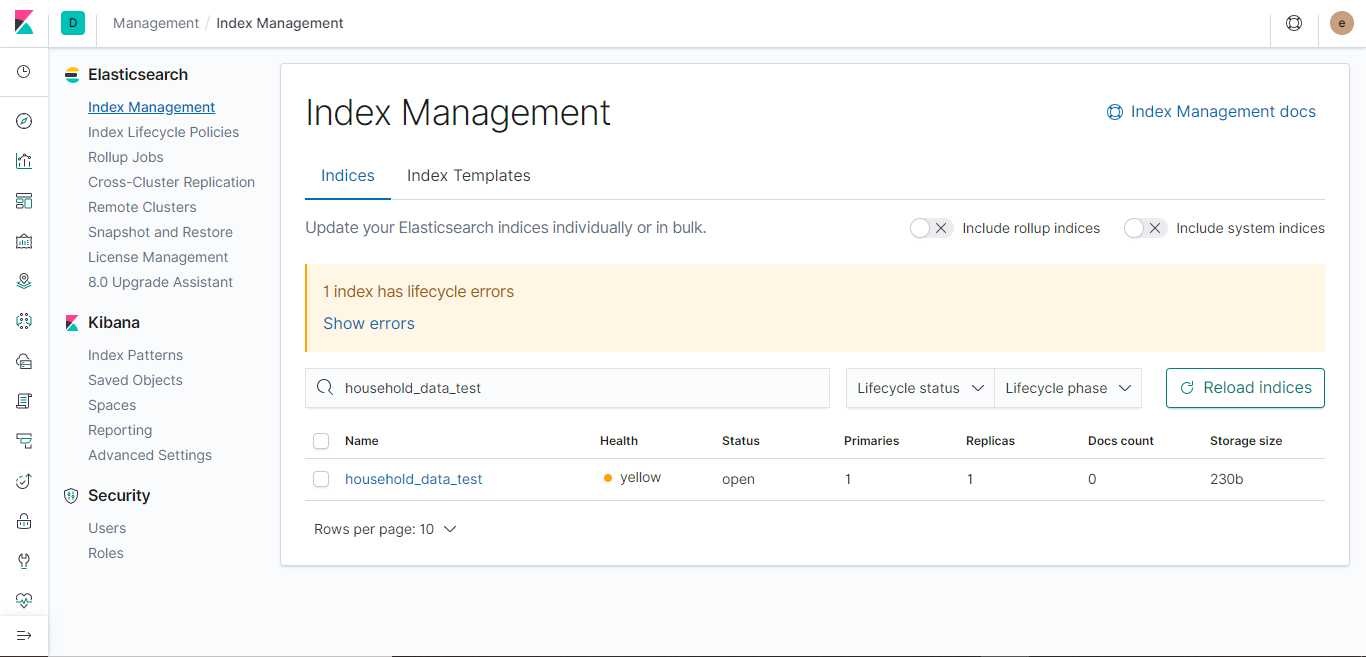 D
Management / Index Management
e
Elasticsearch
Index Management
Index Lifecycle Policies
Rollup Jobs
Cross-Cluster Replication
Remote Clusters
Snapshot and Restore
License Management
8.0 Upgrade Assistant
Kibana
Index Patterns
Saved Objects
Spaces
Reporting
Advanced Settings
Security
Users
Roles
Index Management
Index Management docs
Indices Index Templates
Update your Elasticsearch indices individually or in bulk.
Include rollup indices Include system indices
1 index has lifecycle errors
Show errors
household_data_test
Lifecycle status Lifecycle phase Reload indices
Name Health Status Primaries Replicas Docs count Storage size
household_data_test yellow open 1 1 0 230b
Rows per page: 10